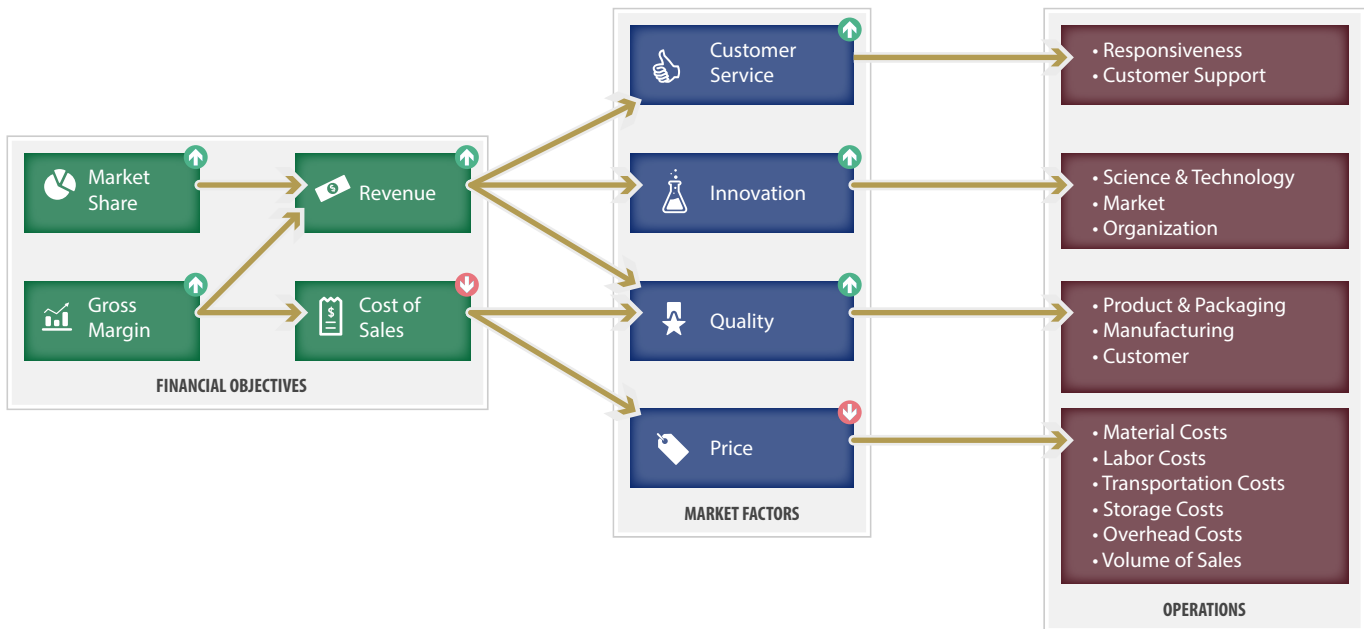 Market
Share
Revenue
Gross
Margin
$
Cost of
Sales
FINANCIAL OBJECTIVES
Customer
Service
Innovation
Quality
Price
MARKET FACTORS
• Responsiveness
• Customer Support
• Science & Technology
• Market
• Organization
• Product & Packaging
• Manufacturing
• Customer
• Material Costs
• Labor Costs
• Transportation Costs
• Storage Costs
• Overhead Costs
• Volume of Sales
OPERATIONS